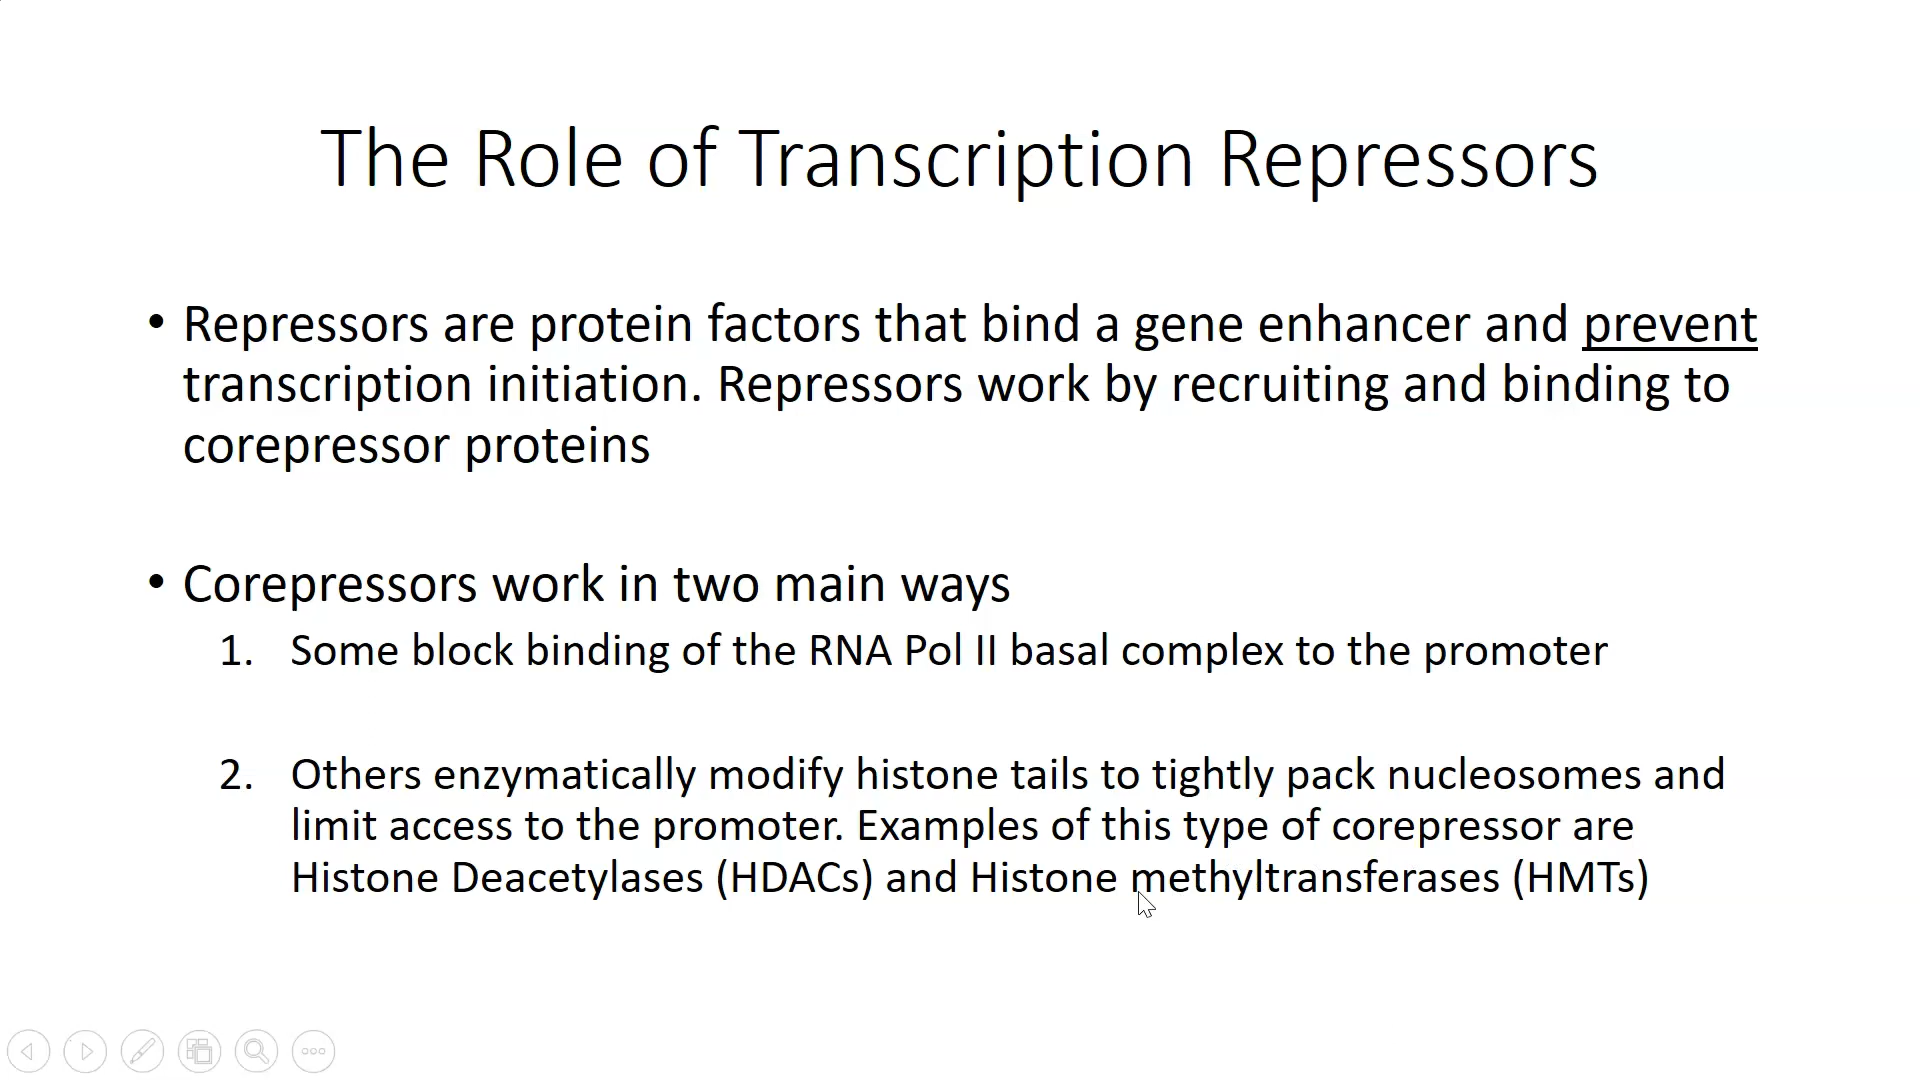 The Role of Transcription Repressors
• Repressors are protein factors that bind a gene enhancer and prevent
transcription initiation. Repressors work by recruiting and binding to
corepressor proteins
• Corepressors work in two main ways
1. Some block binding of the RNA Pol II basal complex to the promoter
2. Others enzymatically modify histone tails to tightly pack nucleosomes and
limit access to the promoter. Examples of this type of corepressor are
Histone Deacetylases (HDACs) and Histone methyltransferases (HMTs)